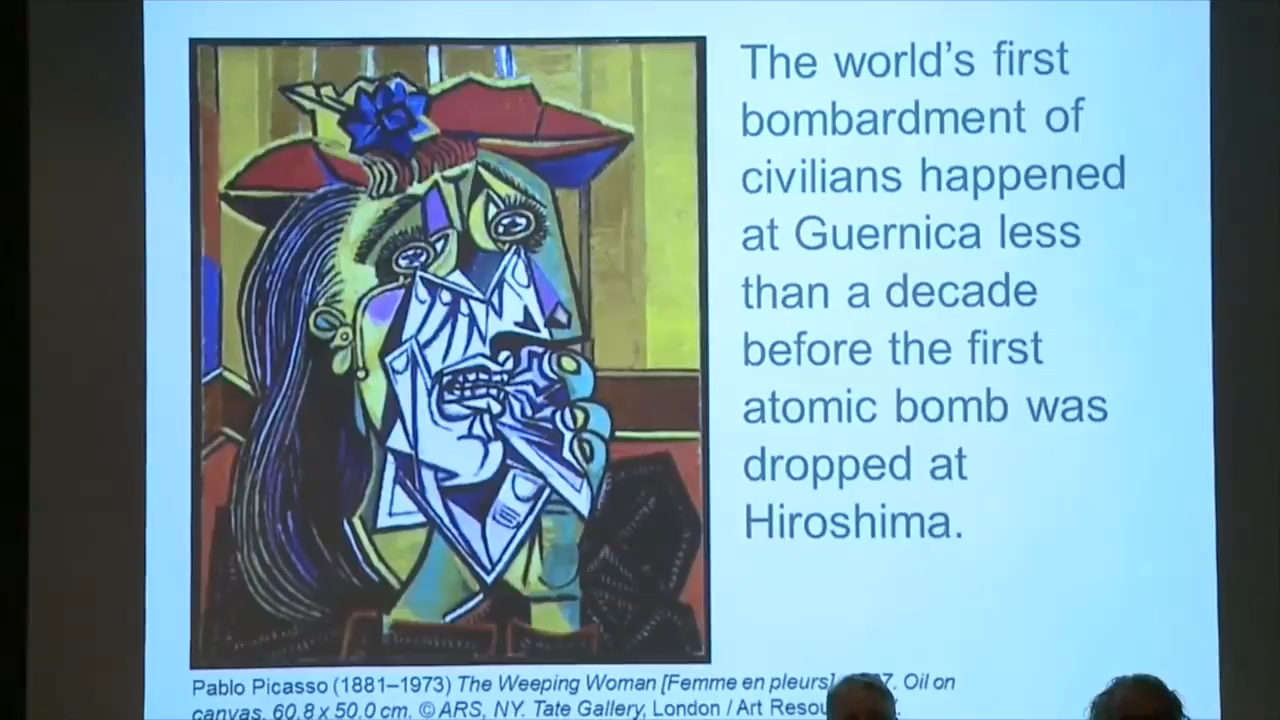 The world's first
bombardment of
civilians happened
at Guernica less
than a decade
before the first
atomic bomb was
dropped at
Hiroshima.
Pablo Picasso (1881–1973) The Weeping Woman [Femme en pleurs] 7. Oil on
canvas, 60.8 x 50.0 cm. © ARS, NY. Tate Gallery, London / Art